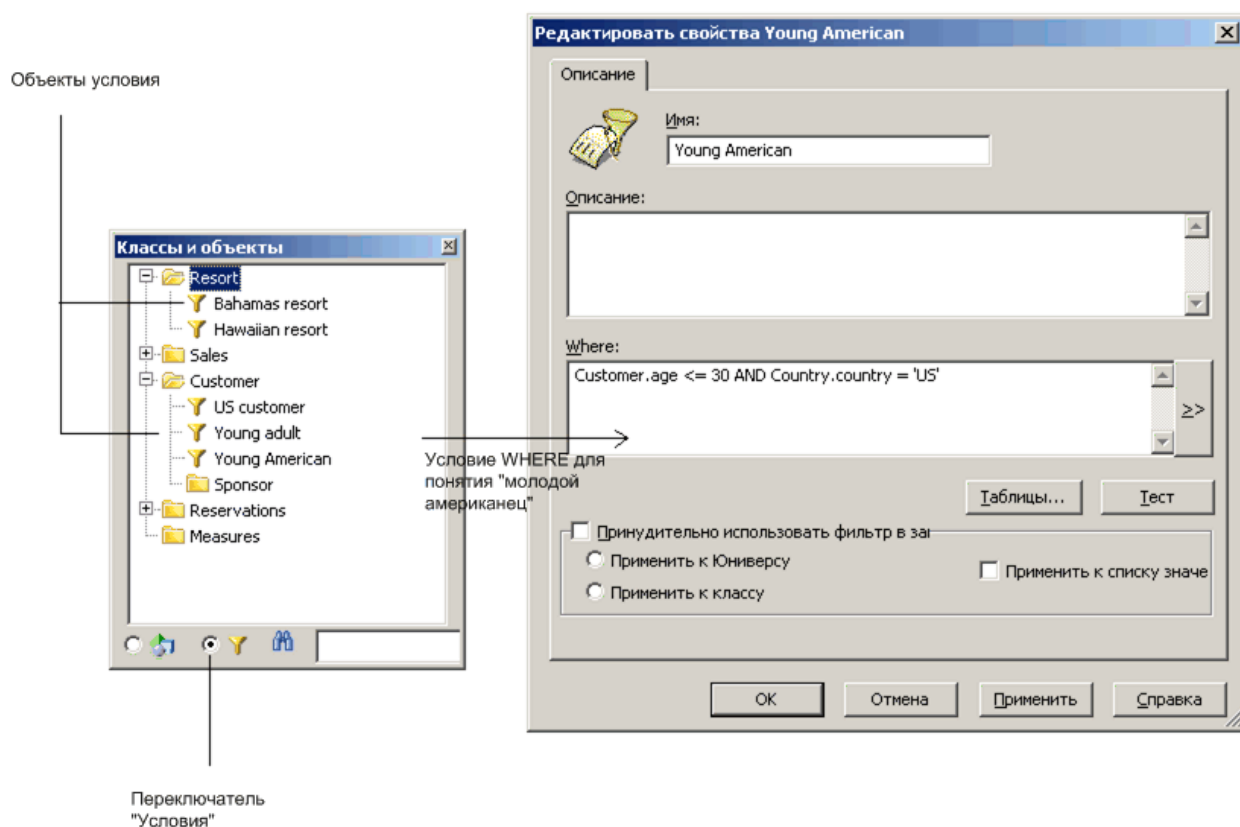 Объекты условия
Классы и объекты
Resort
Bahamas resort
Hawaiian resort
Sales
Customer
US customer
Young adult
Young American
Sponsor
Reservations
Measures
Переключатель
"Условия"
Условие WHERE для
понятия "молодой
американец"
Редактировать свойства Young American
Описание
Имя:
Young American
Описание:
Where:
Customer.age <= 30 AND Country.country = 'US'
>>
Таблицы...
Тест
Принудительно использовать фильтр в заг
Применить к Юниверсу
Применить к классу
Применить к списку значе
OK
Отмена
Применить
Справка